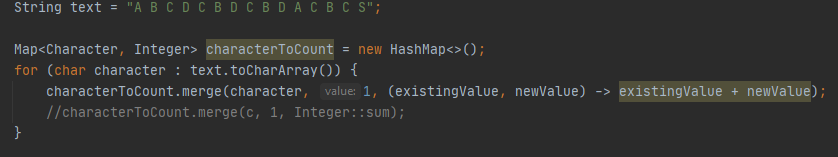 String text = "A B C D C B D C B D A C B C S";
Map<Character, Integer> characterToCount = new HashMap<>();
for (char character : text.toCharArray()) {
characterToCount.merge(character, value: 1, (existingValue, newValue) -> existingValue + newValue);
//characterToCount.merge(c, 1, Integer::sum);
}